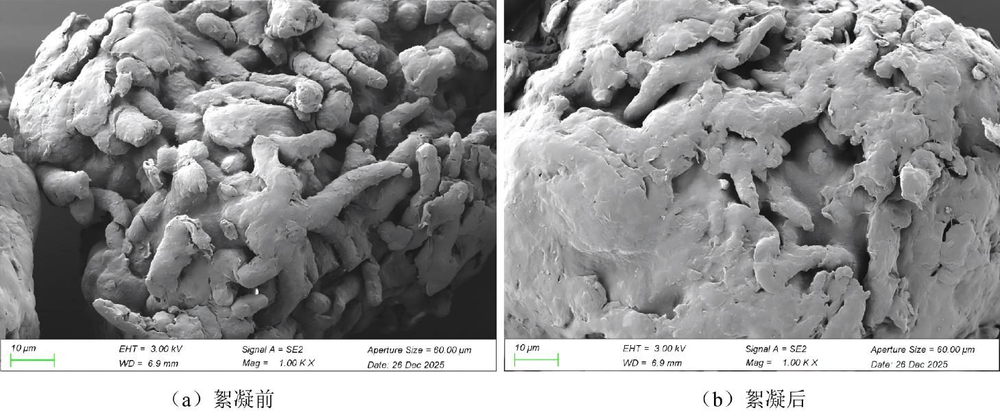 10 µm
EHT = 3.00 kV
WD = 6.9 mm
Signal A = SE2
Mag = 1.00 K X
Aperture Size = 60.00 µm
Date: 26 Dec 2025
10 µm
EHT = 3.00 kV
WD = 6.9 mm
Signal A = SE2
Mag = 1.00 K X
Aperture Size = 60.00 µm
Date: 26 Dec 2025
（a）絮凝前
（b）絮凝后